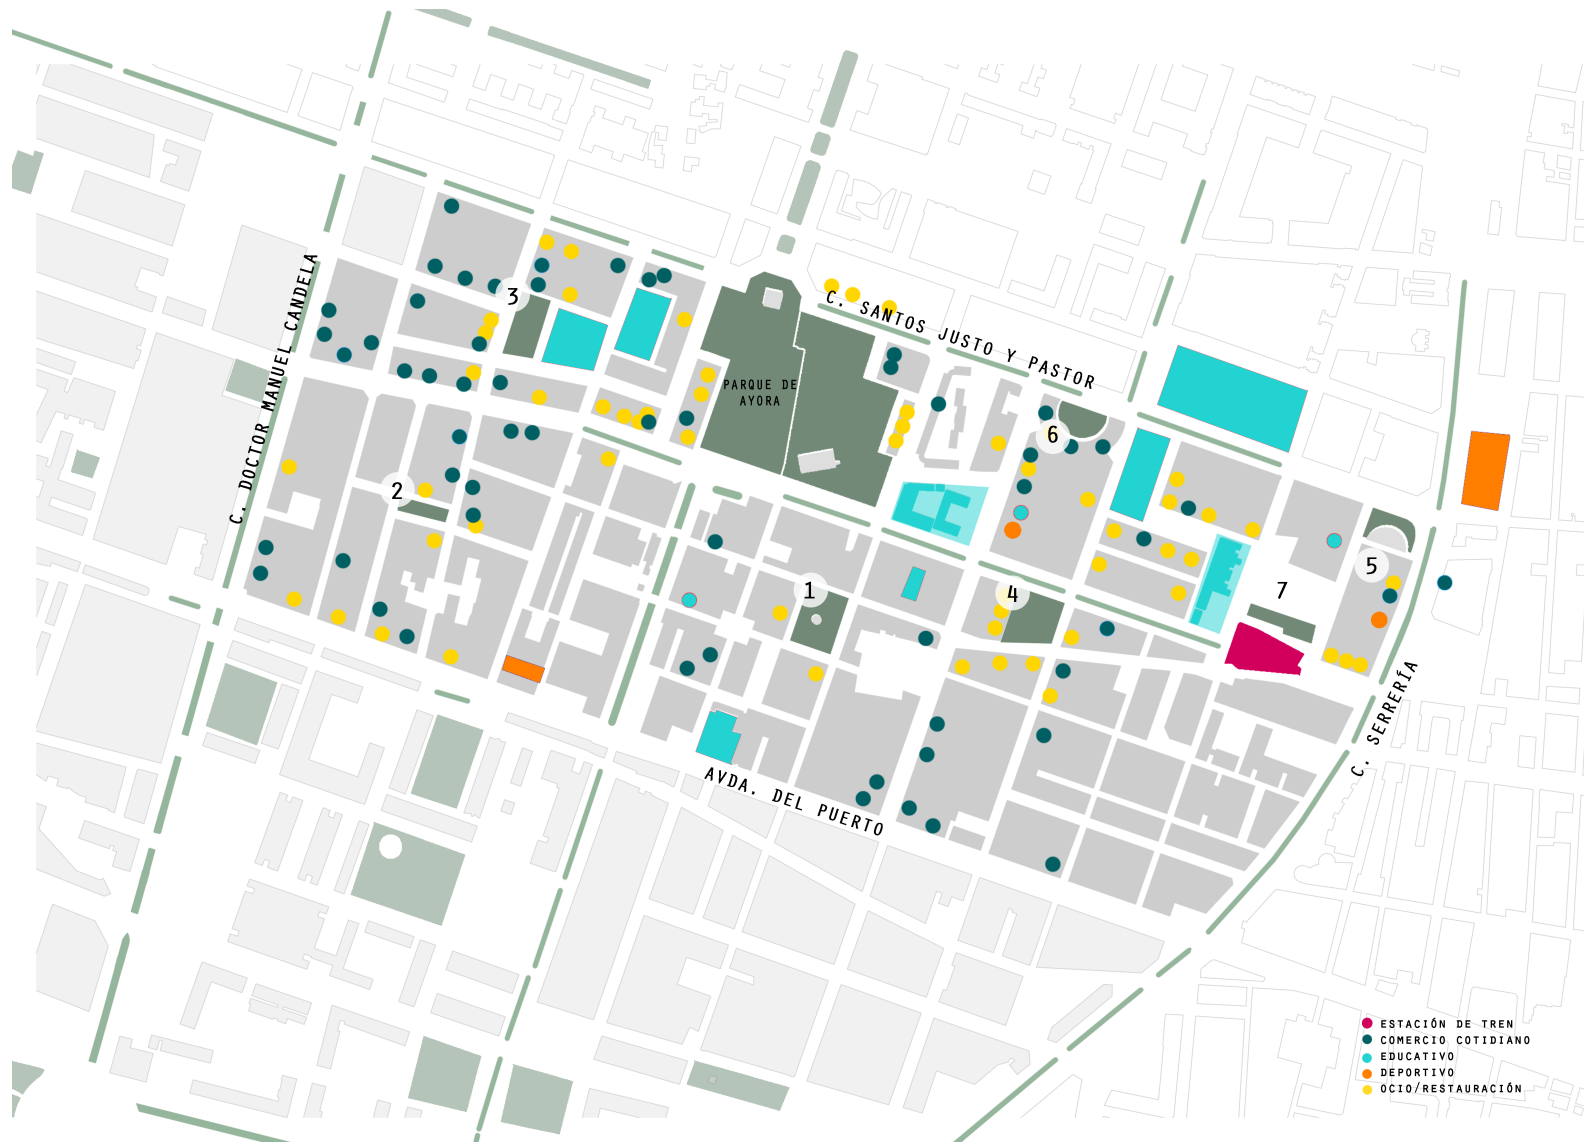 C. DOCTOR MANUEL CANDELA
3
C. SANTOS JUSTO Y PASTOR
PARQUE DE
AYORA
6
2
5
1
4
7
C. SERRERÍA
AVDA. DEL PUERTO
ESTACIÓN DE TREN
COMERCIO COTIDIANO
EDUCATIVO
DEPORTIVO
OCIO/RESTAURACIÓN